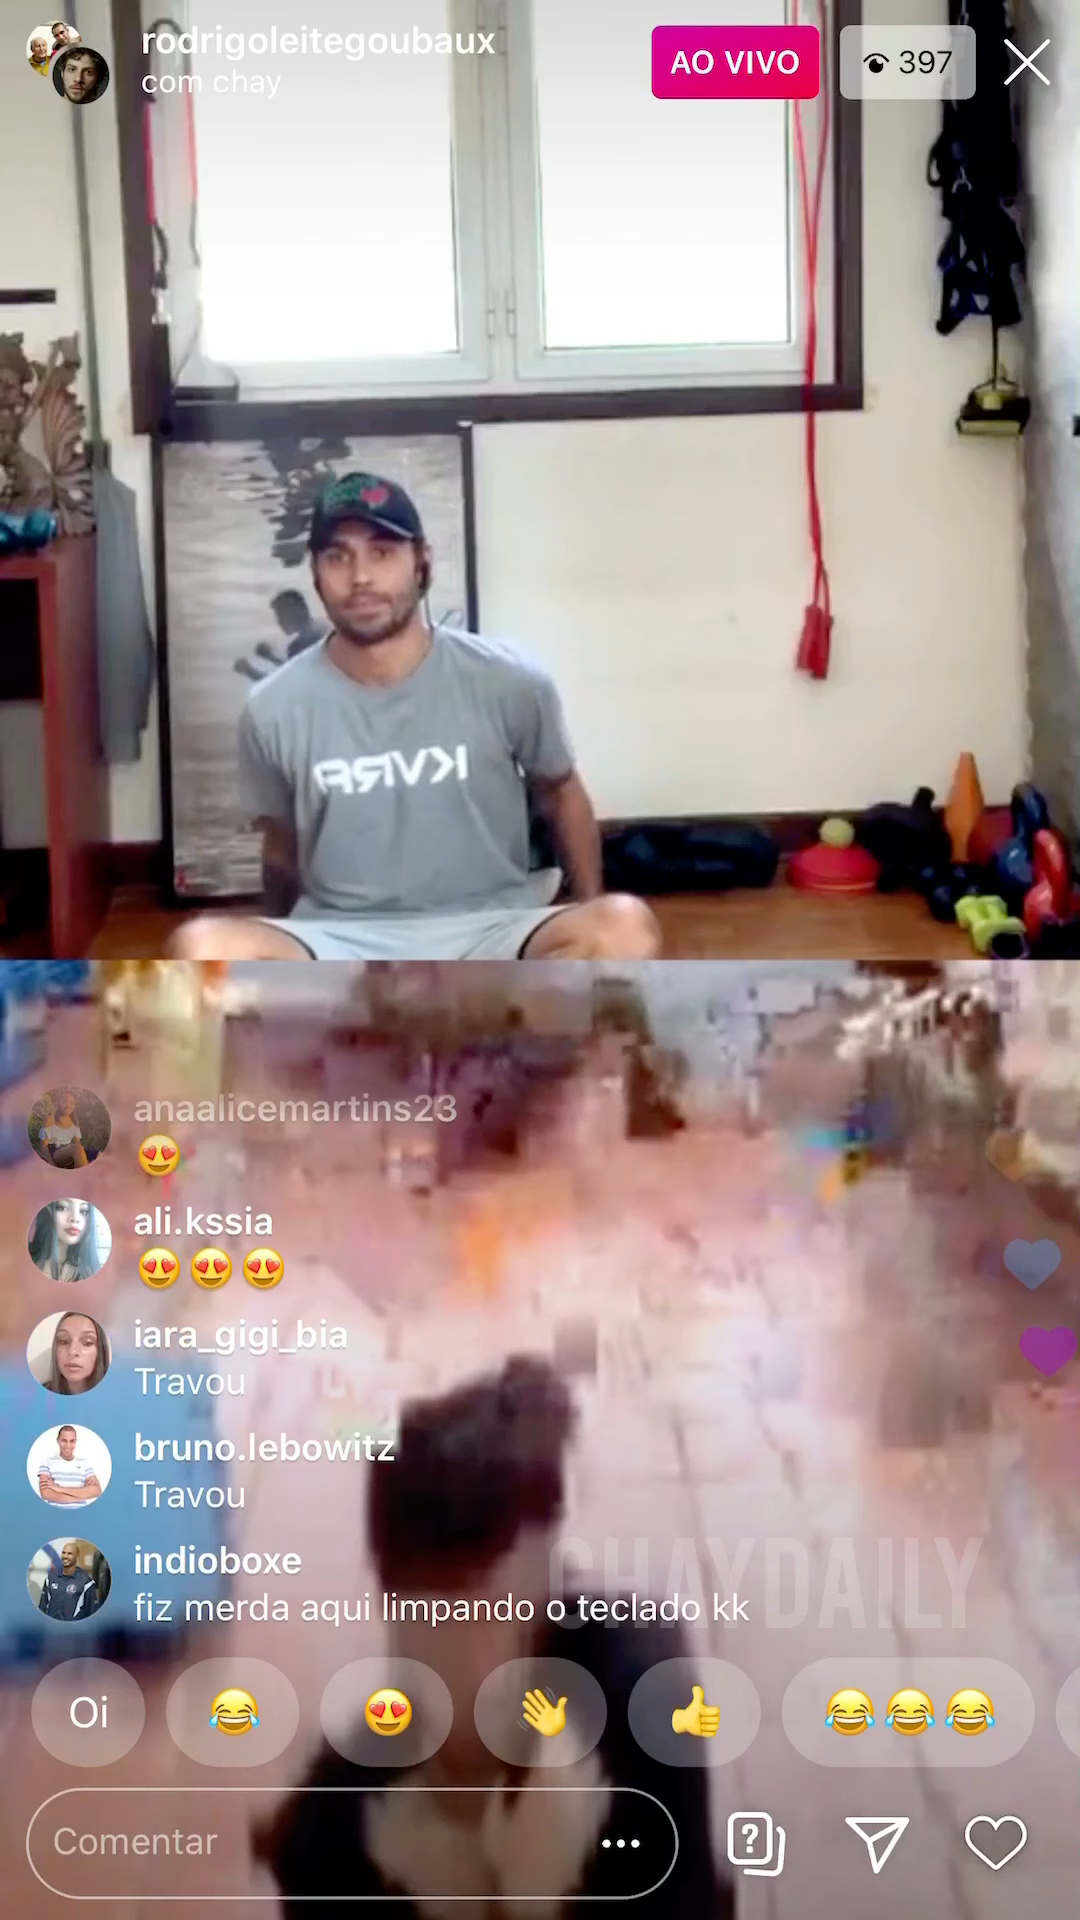 rodrigoleitegoubaux
com chay
AO VIVO
397
KVRA
anaalicemartins23
😍
ali.kssia
😍😍😍
iara_gigi_bia
Travou
bruno.lebowitz
Travou
indioboxe
fiz merda aqui limpando o teclado kk
CHAYDAILY
Oi
😂
😍
👋
👍
😂😂😂
Comentar